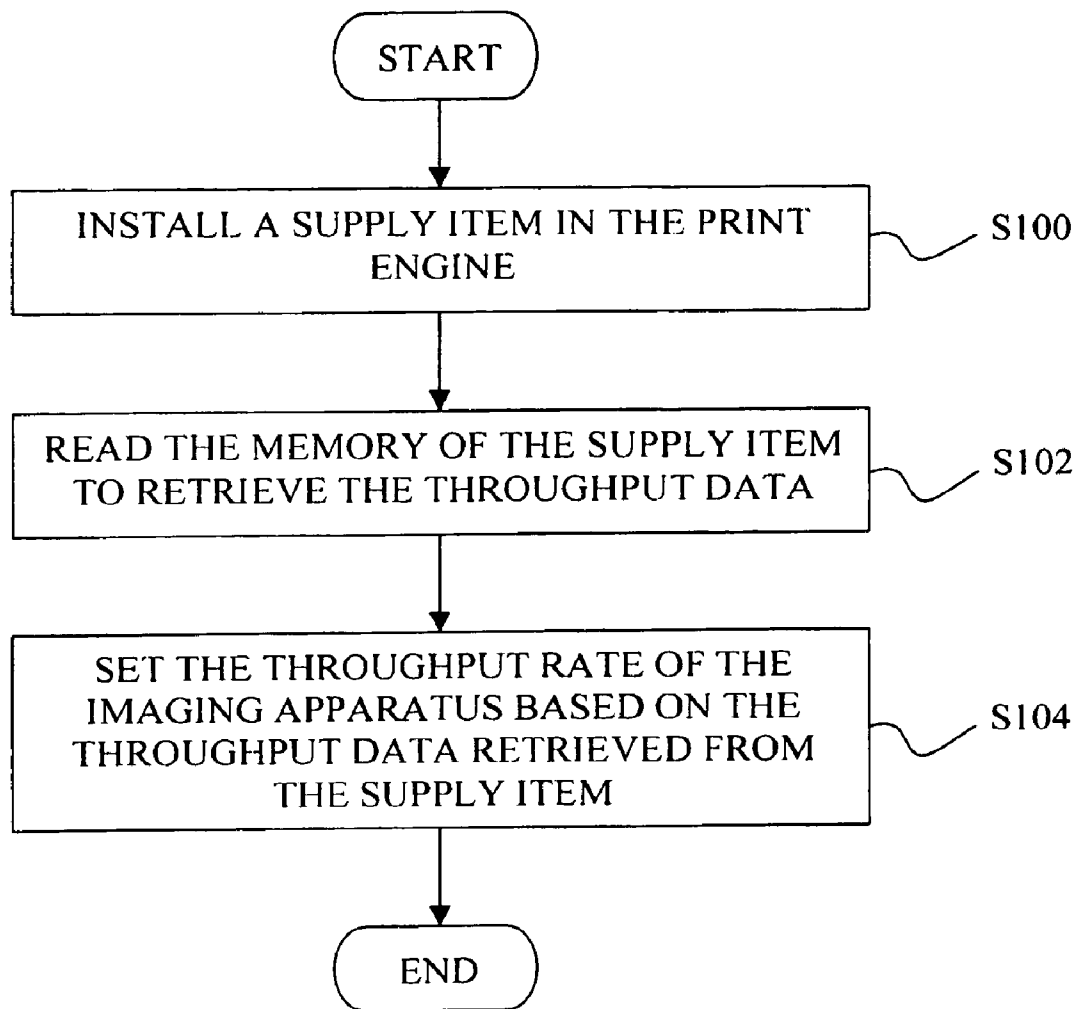 START
INSTALL A SUPPLY ITEM IN THE PRINT
ENGINE
S100
READ THE MEMORY OF THE SUPPLY ITEM
TO RETRIEVE THE THROUGHPUT DATA
S102
SET THE THROUGHPUT RATE OF THE
IMAGING APPARATUS BASED ON THE
THROUGHPUT DATA RETRIEVED FROM
THE SUPPLY ITEM
S104
END